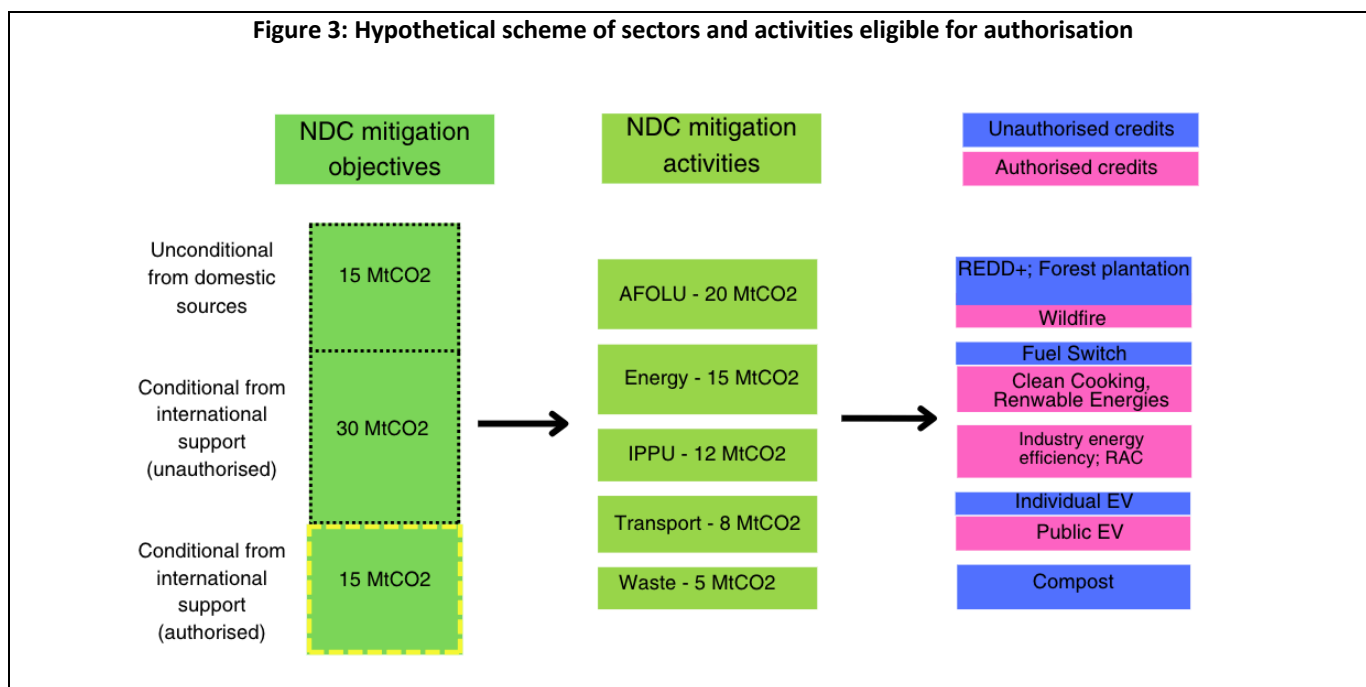 Figure 3: Hypothetical scheme of sectors and activities eligible for authorisation
NDC mitigation
objectives
NDC mitigation
activities
Unauthorised credits
Authorised credits
Unconditional
from domestic
sources
15 MtCO2
Conditional from
international
support
(unauthorised)
30 MtCO2
Conditional from
international
support
(authorised)
15 MtCO2
AFOLU - 20 MtCO2
Energy - 15 MtCO2
IPPU - 12 MtCO2
Transport - 8 MtCO2
Waste - 5 MtCO2
REDD+; Forest plantation
Wildfire
Fuel Switch
Clean Cooking,
Renwable Energies
Industry energy
efficiency; RAC
Individual EV
Public EV
Compost